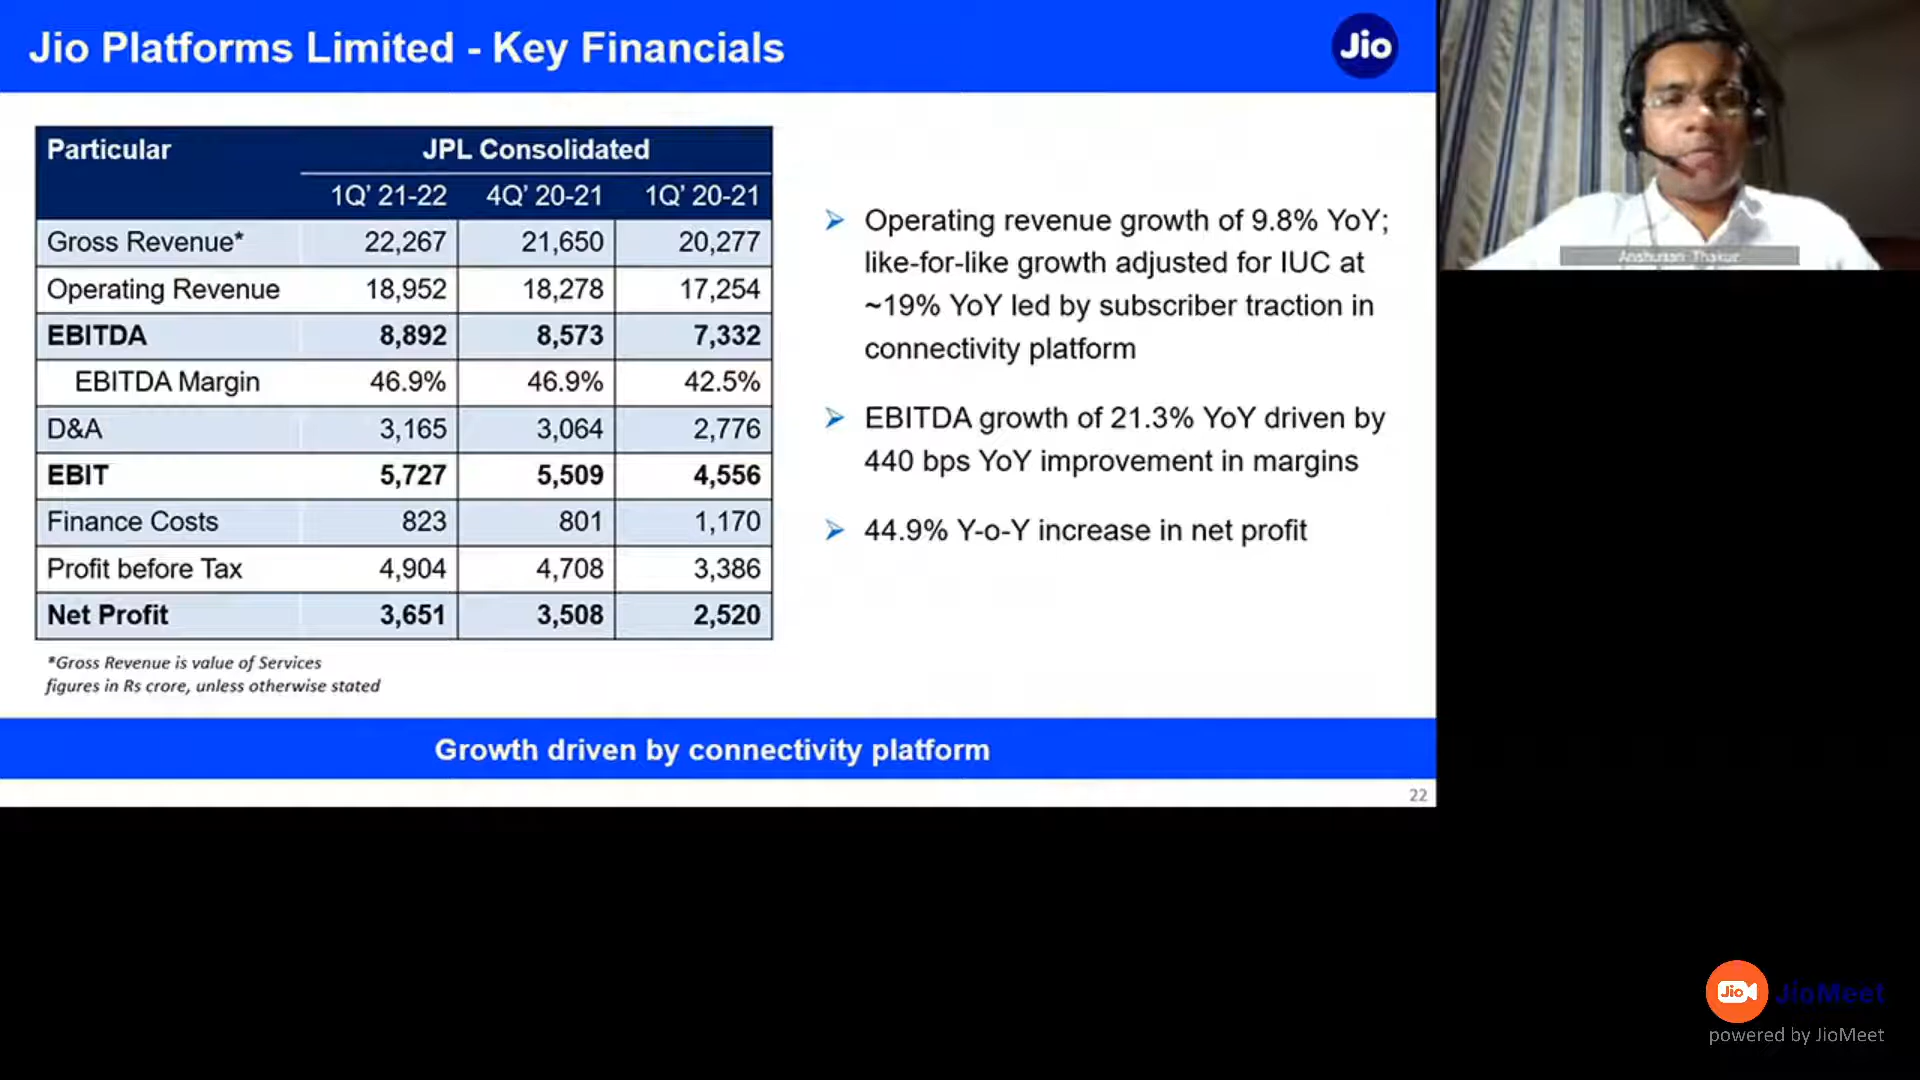 Jio Platforms Limited - Key Financials
Jio
Particular JPL Consolidated
1Q' 21-22 4Q' 20-21 1Q' 20-21
Gross Revenue* 22,267 21,650 20,277
Operating Revenue 18,952 18,278 17,254
EBITDA 8,892 8,573 7,332
EBITDA Margin 46.9% 46.9% 42.5%
D&A 3,165 3,064 2,776
EBIT 5,727 5,509 4,556
Finance Costs 823 801 1,170
Profit before Tax 4,904 4,708 3,386
Net Profit 3,651 3,508 2,520
*Gross Revenue is value of Services
figures in Rs crore, unless otherwise stated
Operating revenue growth of 9.8% YoY;
like-for-like growth adjusted for IUC at
~19% YoY led by subscriber traction in
connectivity platform
EBITDA growth of 21.3% YoY driven by
440 bps YoY improvement in margins
44.9% Y-o-Y increase in net profit
Growth driven by connectivity platform
22
Anshuman Thakur
Jio JioMeet
powered by JioMeet